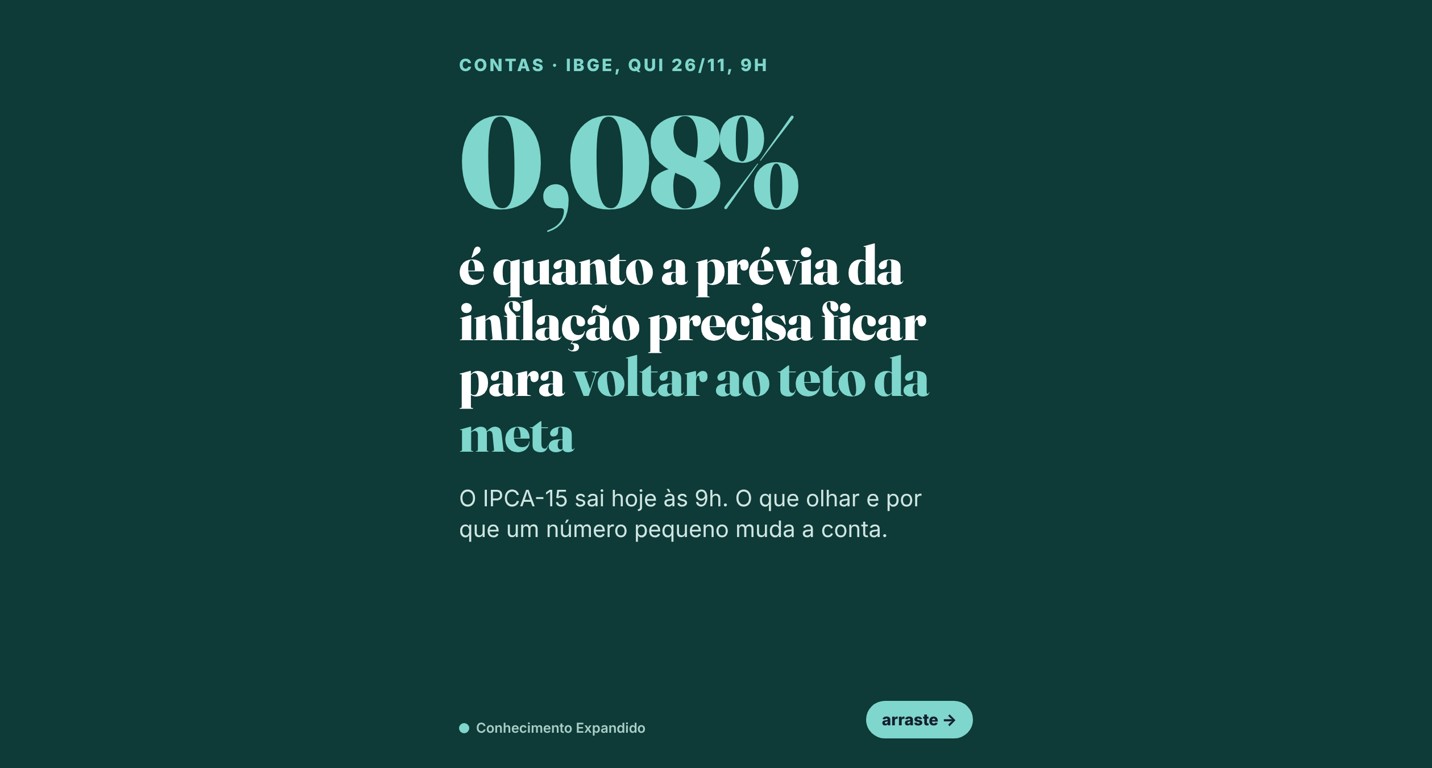 CONTAS · IBGE, QUI 26/11, 9H
0,08%
é quanto a prévia da
inflação precisa ficar
para voltar ao teto da
meta
O IPCA-15 sai hoje às 9h. O que olhar e por
que um número pequeno muda a conta.
Conhecimento Expandido
arraste →